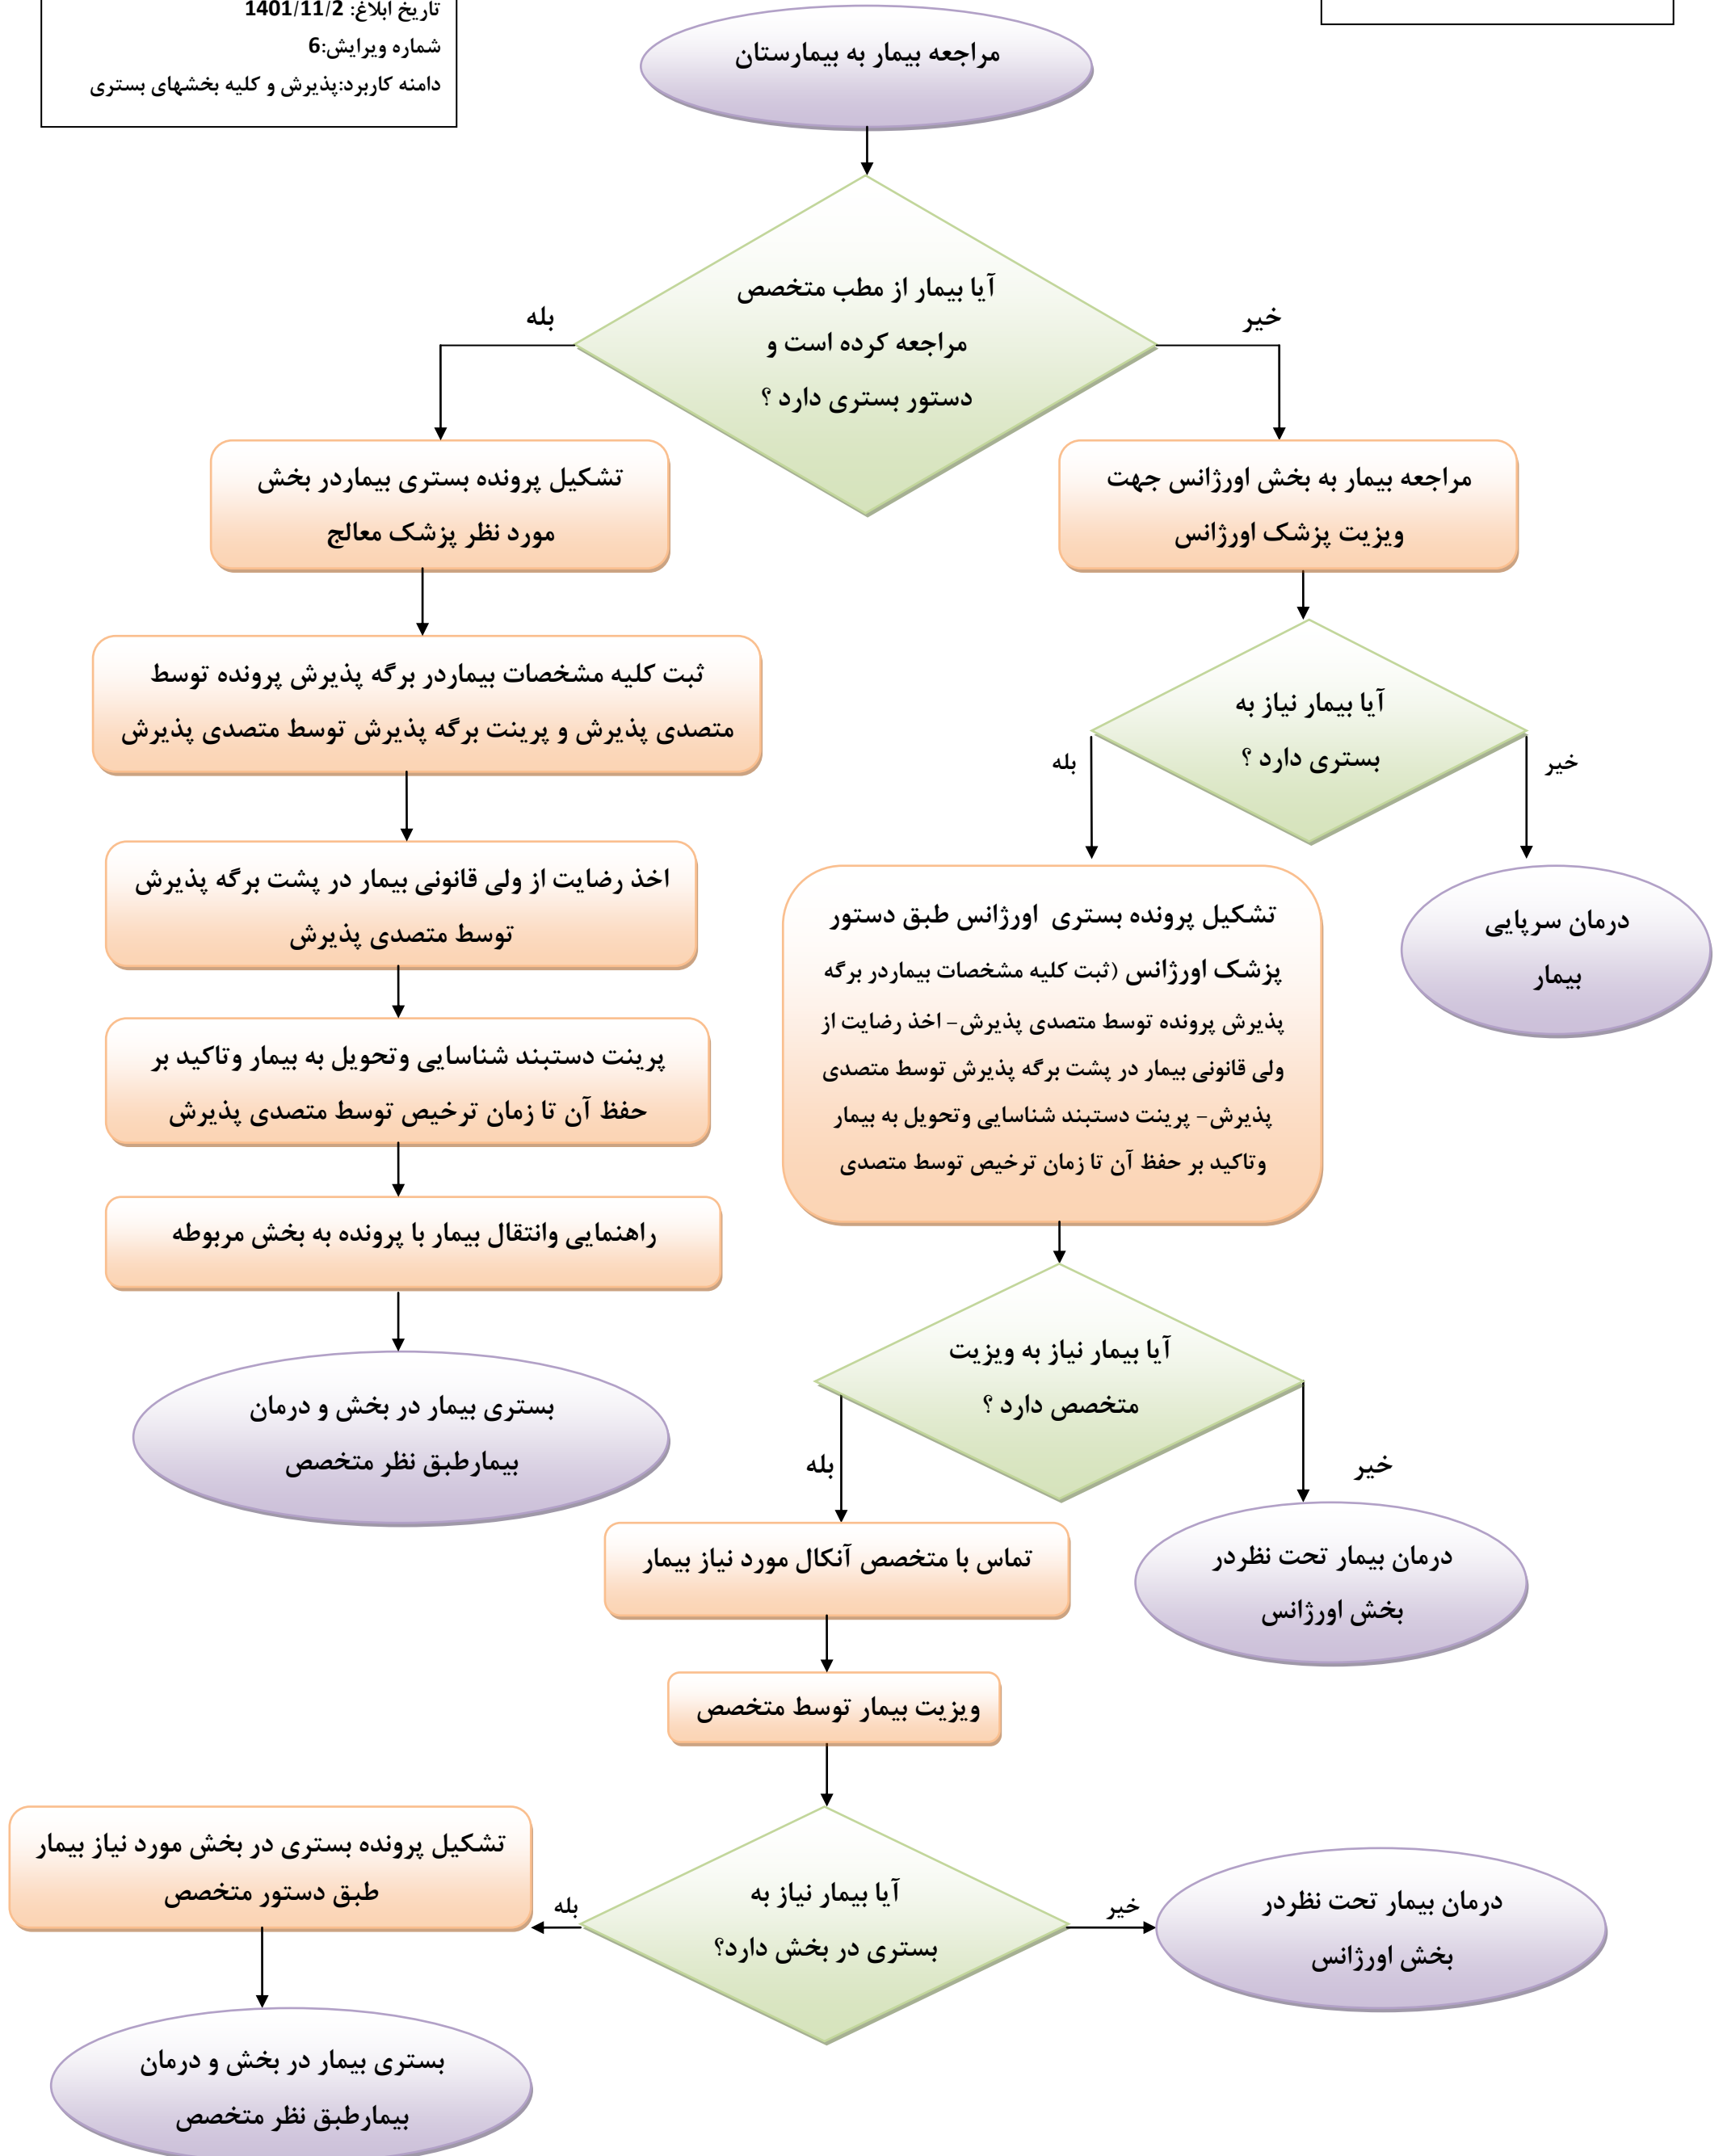 تاریخ ابلاغ: 1401/11/2
شماره ویرایش:6
دامنه کاربرد:پذیرش و کلیه بخشهای بستری
مراجعه بیمار به بیمارستان
آیا بیمار از مطب متخصص
مراجعه کرده است و
دستور بستری دارد ؟
بله
خیر
تشکیل پرونده بستری بیماردر بخش
مورد نظر پزشک معالج
مراجعه بیمار به بخش اورژانس جهت
ویزیت پزشک اورژانس
ثبت کلیه مشخصات بیماردر برگه پذیرش پرونده توسط
متصدی پذیرش و پرینت برگه پذیرش توسط متصدی پذیرش
آیا بیمار نیاز به
بستری دارد ؟
بله
خیر
اخذ رضایت از ولی قانونی بیمار در پشت برگه پذیرش
توسط متصدی پذیرش
تشکیل پرونده بستری اورژانس طبق دستور
پزشک اورژانس (ثبت کلیه مشخصات بیماردر برگه
پذیرش پرونده توسط متصدی پذیرش- اخذ رضایت از
ولی قانونی بیمار در پشت برگه پذیرش توسط متصدی
پذیرش- پرینت دستبند شناسایی وتحویل به بیمار
وتاکید بر حفظ آن تا زمان ترخیص توسط متصدی
درمان سرپایی
بیمار
پرینت دستبند شناسایی وتحویل به بیمار وتاکید بر
حفظ آن تا زمان ترخیص توسط متصدی پذیرش
راهنمایی وانتقال بیمار با پرونده به بخش مربوطه
بستری بیمار در بخش و درمان
بیمارطبق نظر متخصص
آیا بیمار نیاز به ویزیت
متخصص دارد ؟
بله
خیر
تماس با متخصص آنکال مورد نیاز بیمار
درمان بیمار تحت نظردر
بخش اورژانس
ویزیت بیمار توسط متخصص
آیا بیمار نیاز به
بستری در بخش دارد؟
بله
خیر
تشکیل پرونده بستری در بخش مورد نیاز بیمار
طبق دستور متخصص
درمان بیمار تحت نظردر
بخش اورژانس
بستری بیمار در بخش و درمان
بیمارطبق نظر متخصص